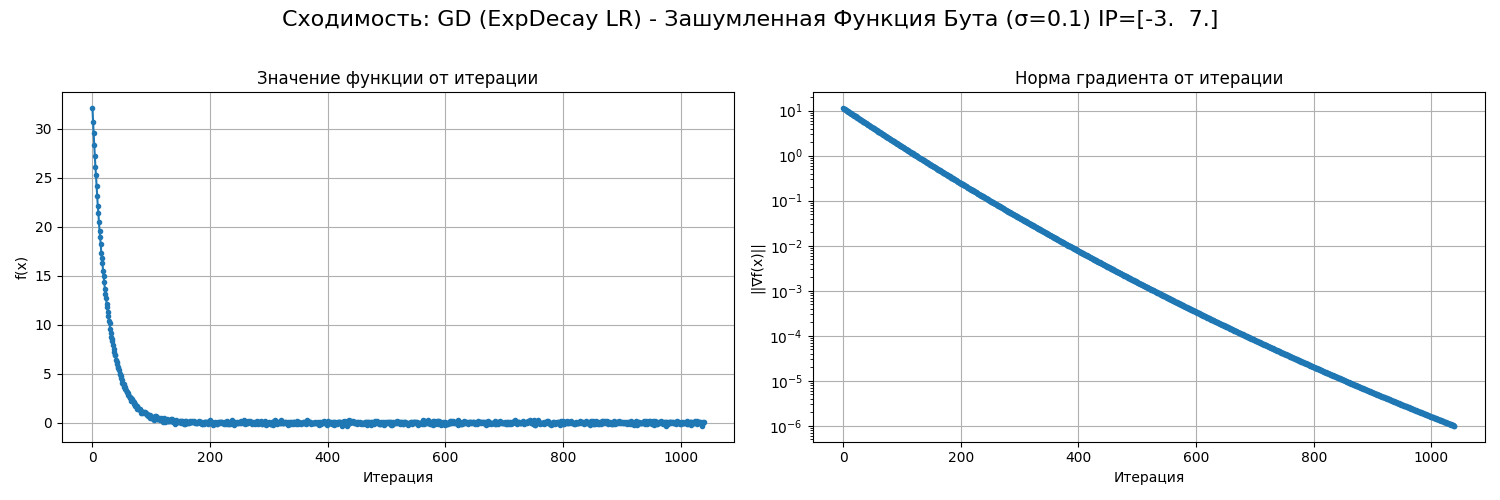 Сходимость: GD (ExpDecay LR) - Зашумленная Функция Бута (σ=0.1) IP=[-3.  7.]
Значение функции от итерации
f(x)
30
25
20
15
10
5
0
0 200 400 600 800 1000
Итерация
Норма градиента от итерации
||∇f(x)||
10¹
10⁰
10⁻¹
10⁻²
10⁻³
10⁻⁴
10⁻⁵
10⁻⁶
0 200 400 600 800 1000
Итерация